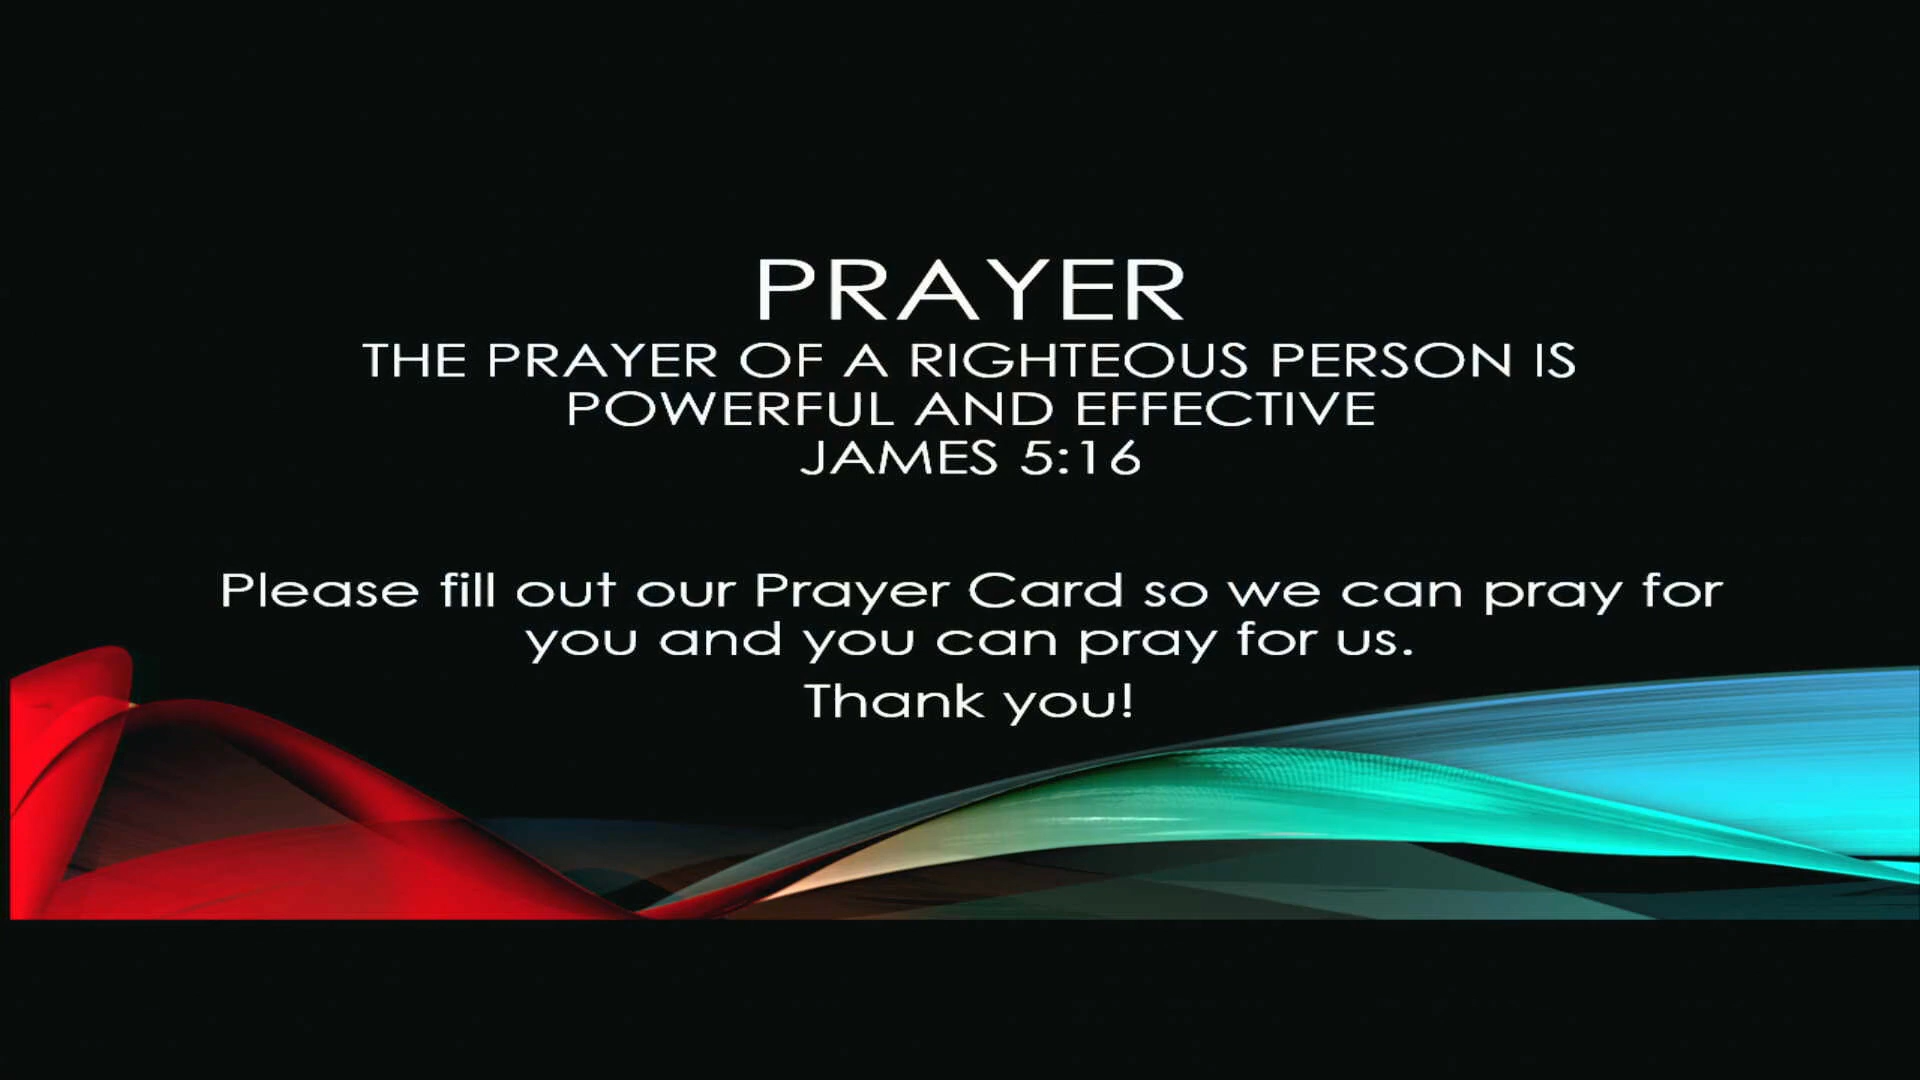 PRAYER
THE PRAYER OF A RIGHTEOUS PERSON IS
POWERFUL AND EFFECTIVE
JAMES 5:16
Please fill out our Prayer Card so we can pray for
you and you can pray for us.
Thank you!